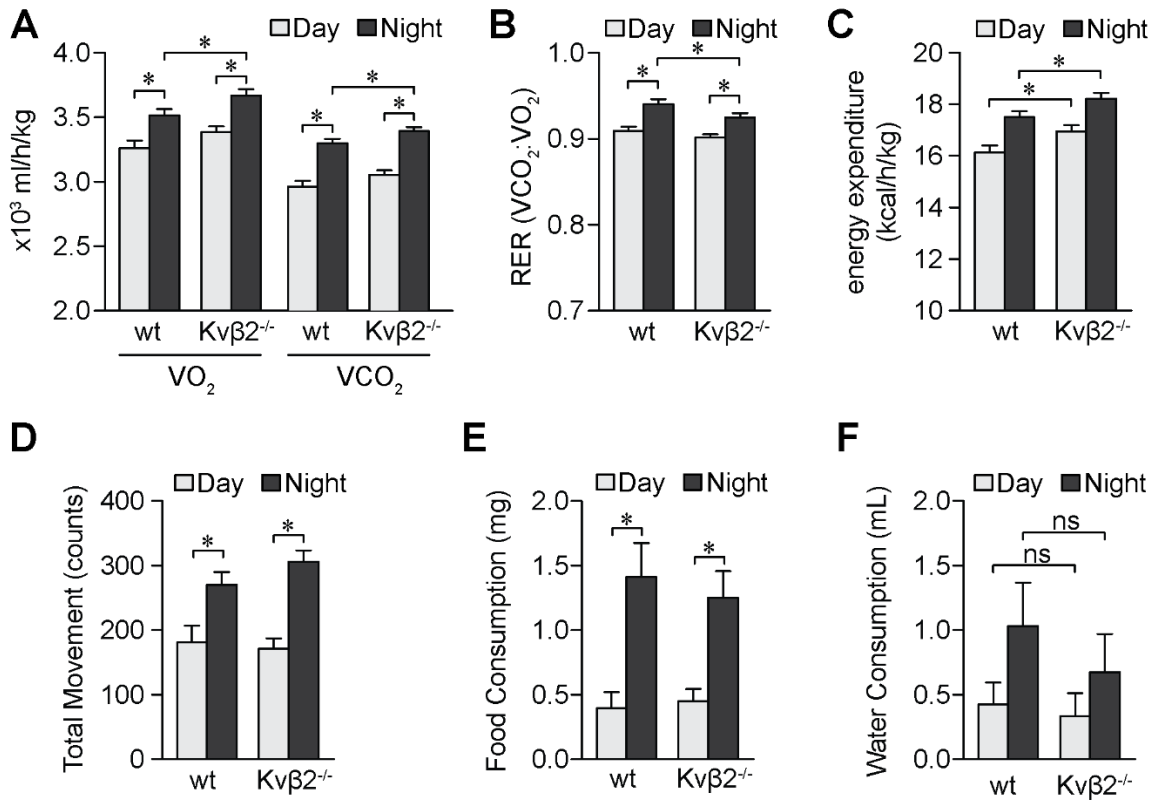 A
Day Night
x10³ ml/h/kg
4.0
3.5
3.0
2.5
2.0
*
*
*
*
*
*
wt Kvβ2⁻/⁻ wt Kvβ2⁻/⁻
VO₂ VCO₂
B
Day Night
RER (VCO₂:VO₂)
1.0
0.9
0.8
0.7
*
*
*
wt Kvβ2⁻/⁻
C
Day Night
energy expenditure
(kcal/h/kg)
20
18
16
14
12
10
*
*
wt Kvβ2⁻/⁻
D
Day Night
Total Movement (counts)
400
300
200
100
0
*
*
wt Kvβ2⁻/⁻
E
Day Night
Food Consumption (mg)
2.0
1.5
1.0
0.5
0.0
*
*
wt Kvβ2⁻/⁻
F
Day Night
Water Consumption (mL)
2.0
1.5
1.0
0.5
0.0
ns
ns
wt Kvβ2⁻/⁻